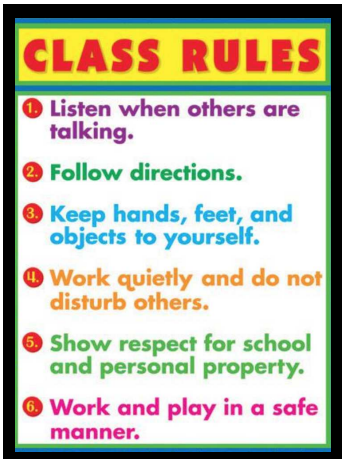 CLASS RULES
1. Listen when others are
talking.
2. Follow directions.
3. Keep hands, feet, and
objects to yourself.
4. Work quietly and do not
disturb others.
5. Show respect for school
and personal property.
6. Work and play in a safe
manner.